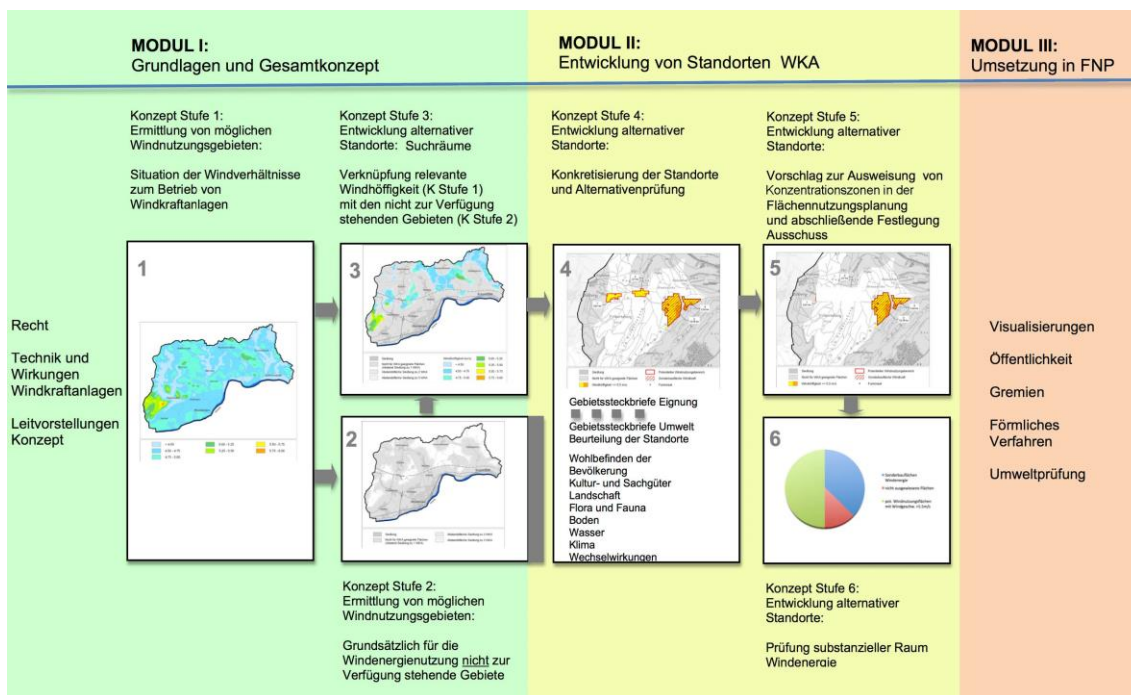 MODUL I:
Grundlagen und Gesamtkonzept
MODUL II:
Entwicklung von Standorten WKA
MODUL III:
Umsetzung in FNP
Konzept Stufe 1:
Ermittlung von möglichen
Windnutzungsgebieten:
Situation der Windverhältnisse
zum Betrieb von
Windkraftanlagen
Konzept Stufe 3:
Entwicklung alternativer
Standorte: Suchräume
Verknüpfung relevante
Windhöffigkeit (K Stufe 1)
mit den nicht zur Verfügung
stehenden Gebieten (K Stufe 2)
Konzept Stufe 4:
Entwicklung alternativer
Standorte:
Konkretisierung der Standorte
und Alternativenprüfung
Konzept Stufe 5:
Entwicklung alternativer
Standorte:
Vorschlag zur Ausweisung von
Konzentrationszonen in der
Flächennutzungsplanung
und abschließende Festlegung
Ausschuss
Recht
Technik und
Wirkungen
Windkraftanlagen
Leitvorstellungen
Konzept
1
3
2
4
Gebietssteckbriefe Eignung
Gebietssteckbriefe Umwelt
Beurteilung der Standorte
Wohlbefinden der
Bevölkerung
Kultur- und Sachgüter
Landschaft
Flora und Fauna
Boden
Wasser
Klima
Wechselwirkungen
5
6
Visualisierungen
Öffentlichkeit
Gremien
Förmliches
Verfahren
Umweltprüfung
Konzept Stufe 2:
Ermittlung von möglichen
Windnutzungsgebieten:
Grundsätzlich für die
Windenergienutzung nicht zur
Verfügung stehende Gebiete
Konzept Stufe 6:
Entwicklung alternativer
Standorte:
Prüfung substanzieller Raum
Windenergie